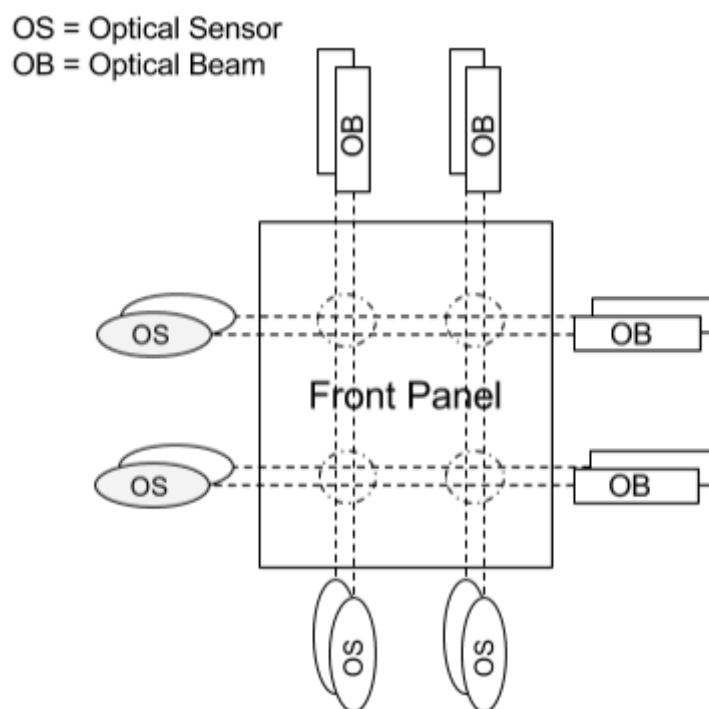 OS = Optical Sensor
OB = Optical Beam
OB
OB
OS
OB
Front Panel
OS
OB
OS
OS